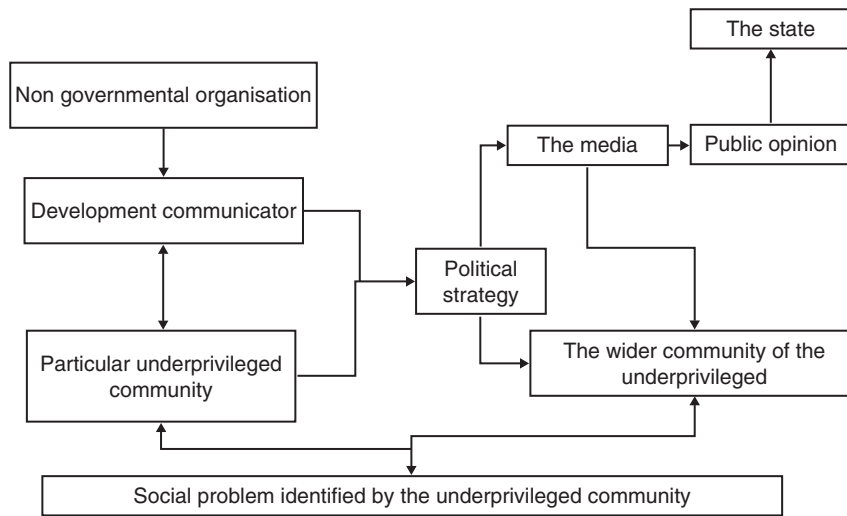 The state
Non governmental organisation
The media
Public opinion
Development communicator
Political
strategy
Particular underprivileged
community
The wider community of the
underprivileged
Social problem identified by the underprivileged community